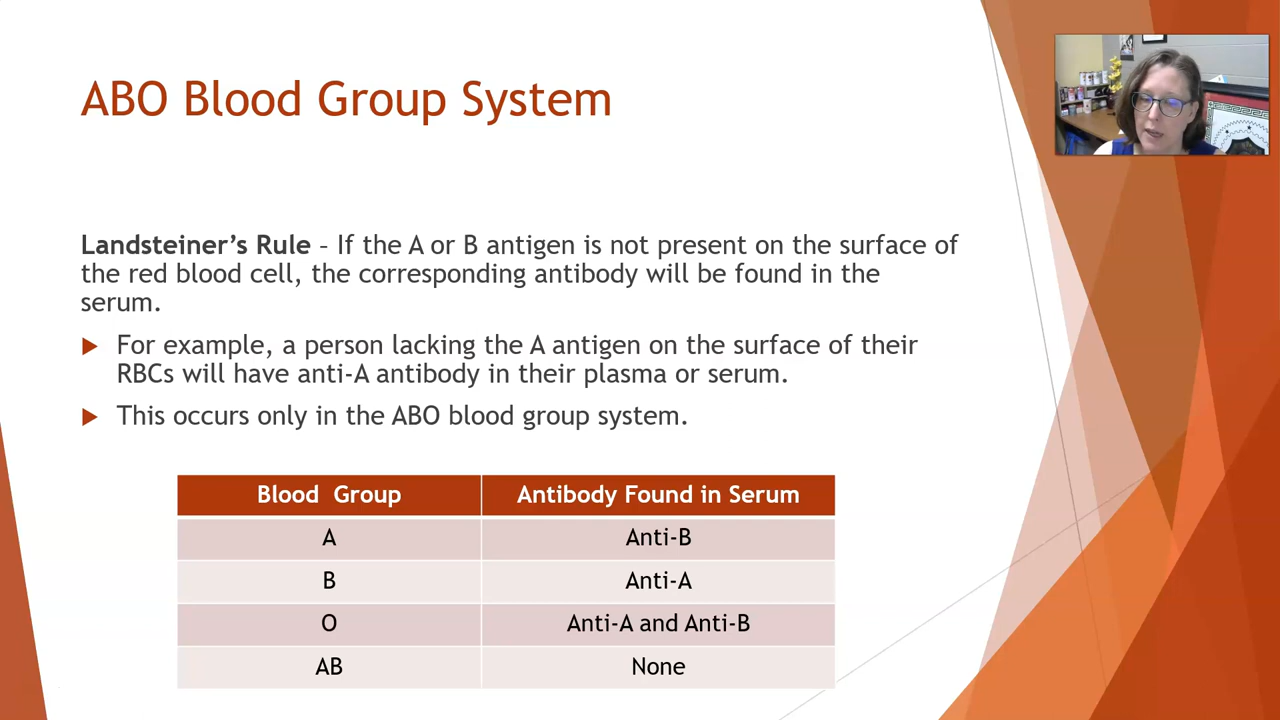 ABO Blood Group System
Landsteiner’s Rule – If the A or B antigen is not present on the surface of
the red blood cell, the corresponding antibody will be found in the
serum.
For example, a person lacking the A antigen on the surface of their
RBCs will have anti-A antibody in their plasma or serum.
This occurs only in the ABO blood group system.
Blood Group Antibody Found in Serum
A Anti-B
B Anti-A
O Anti-A and Anti-B
AB None